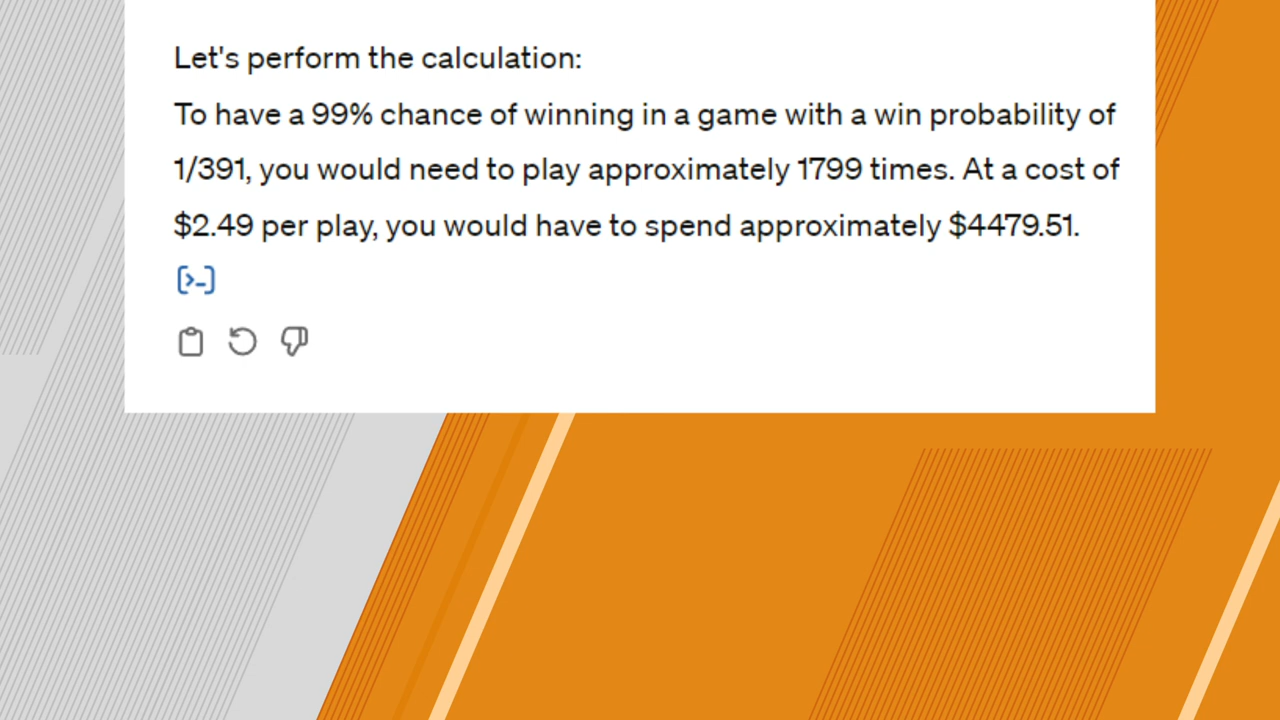 Let's perform the calculation:
To have a 99% chance of winning in a game with a win probability of
1/391, you would need to play approximately 1799 times. At a cost of
$2.49 per play, you would have to spend approximately $4479.51.
[>-]